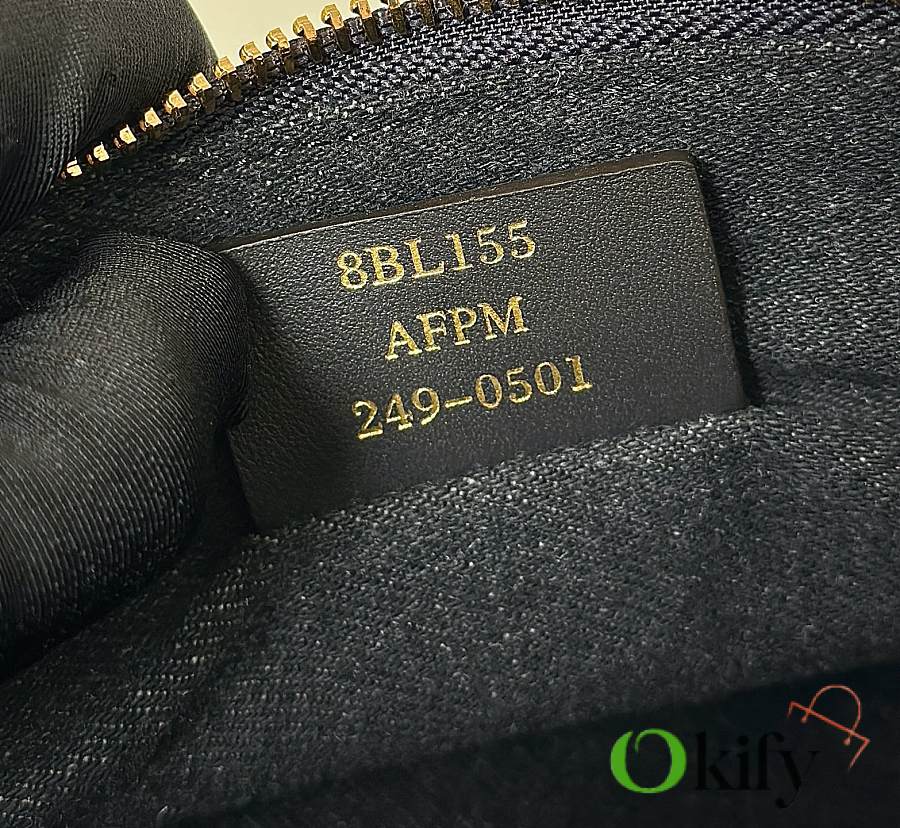 8BL155
AFPM
249-0501
Okify